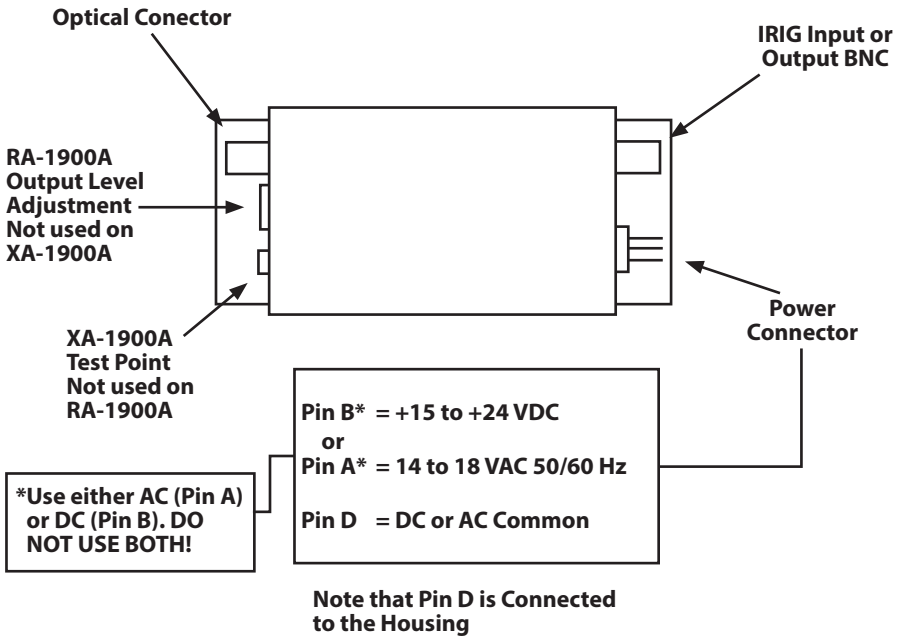 Optical Conector
IRIG Input or
Output BNC
RA-1900A
Output Level
Adjustment
Not used on
XA-1900A
XA-1900A
Test Point
Not used on
RA-1900A
Power
Connector
Pin B* = +15 to +24 VDC
or
Pin A* = 14 to 18 VAC 50/60 Hz
Pin D = DC or AC Common
*Use either AC (Pin A)
or DC (Pin B). DO
NOT USE BOTH!
Note that Pin D is Connected
to the Housing